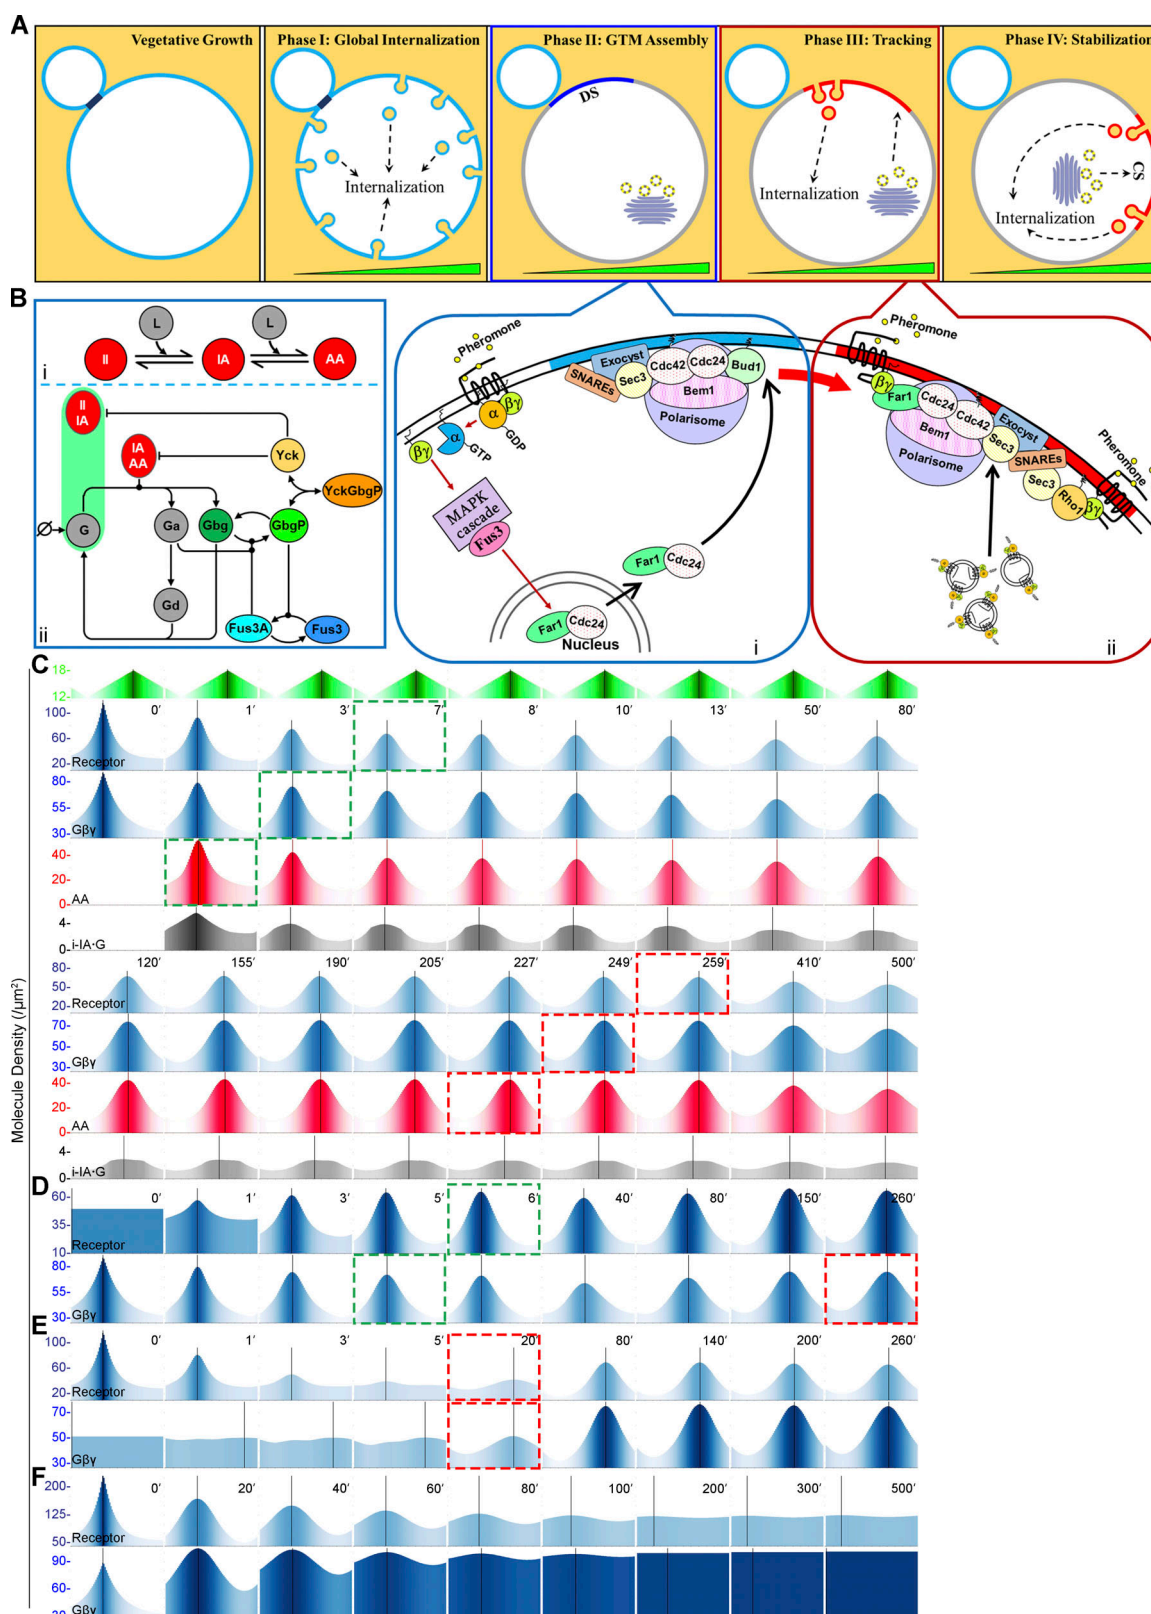 A
Vegetative Growth
Phase I: Global Internalization
Phase II: GTM Assembly
Phase III: Tracking
Phase IV: Stabilization
Internalization
DS
Internalization
Internalization
CS
B
L
L
II
IA
AA
i
II
IA
IA
AA
Yck
YckGbgP
G
Ga
Gbg
GbgP
Gd
Fus3A
Fus3
ii
Pheromone
Exocyst
SNAREs
Sec3
Cdc42
Cdc24
Bud1
Bem1
Polarisome
βγ
α
GDP
βγ
α
GTP
MAPK
cascade
Fus3
Far1
Cdc24
Far1
Cdc24
Nucleus
i
Pheromone
βγ
Far1
Cdc24
Cdc42
Bem1
Sec3
Exocyst
Polarisome
SNAREs
Sec3
Rho1
βγ
Pheromone
ii
Molecule Density (/μm²)
C
18-
12-
0′ 1′ 3′ 7′ 8′ 10′ 13′ 50′ 80′
100-
60-
20-
Receptor
80-
55-
30-
Gβγ
40-
20-
0-
AA
4-
0-
i-IA·G
120′ 155′ 190′ 205′ 227′ 249′ 259′ 410′ 500′
80-
50-
20-
Receptor
70-
50-
30-
Gβγ
40-
20-
0-
AA
4-
0-
i-IA·G
D
0′ 1′ 3′ 5′ 6′ 40′ 80′ 150′ 260′
60-
35-
10-
Receptor
80-
55-
30-
Gβγ
E
0′ 1′ 3′ 5′ 20′ 80′ 140′ 200′ 260′
100-
60-
20-
Receptor
70-
50-
30-
Gβγ
F
0′ 20′ 40′ 60′ 80′ 100′ 200′ 300′ 500′
200-
125-
50-
Receptor
90-
60-
30-
Gβγ